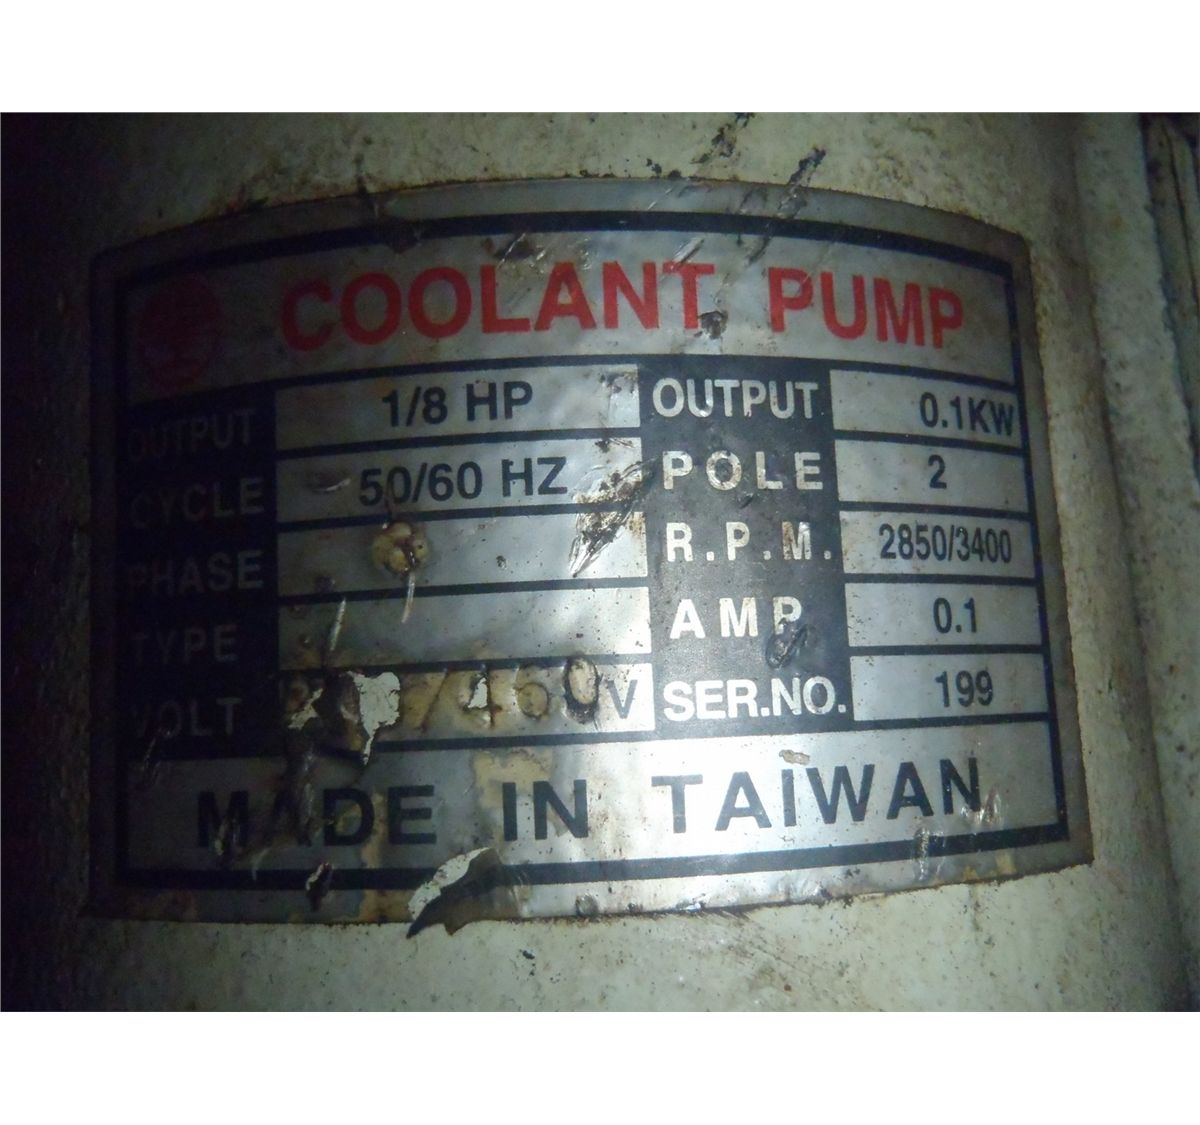 COOLANT PUMP
OUTPUT 1/8 HP OUTPUT 0.1KW
CYCLE 50/60 HZ POLE 2
PHASE R.P.M. 2850/3400
TYPE AMP 0.1
VOLT /460V SER.NO. 199
MADE IN TAIWAN